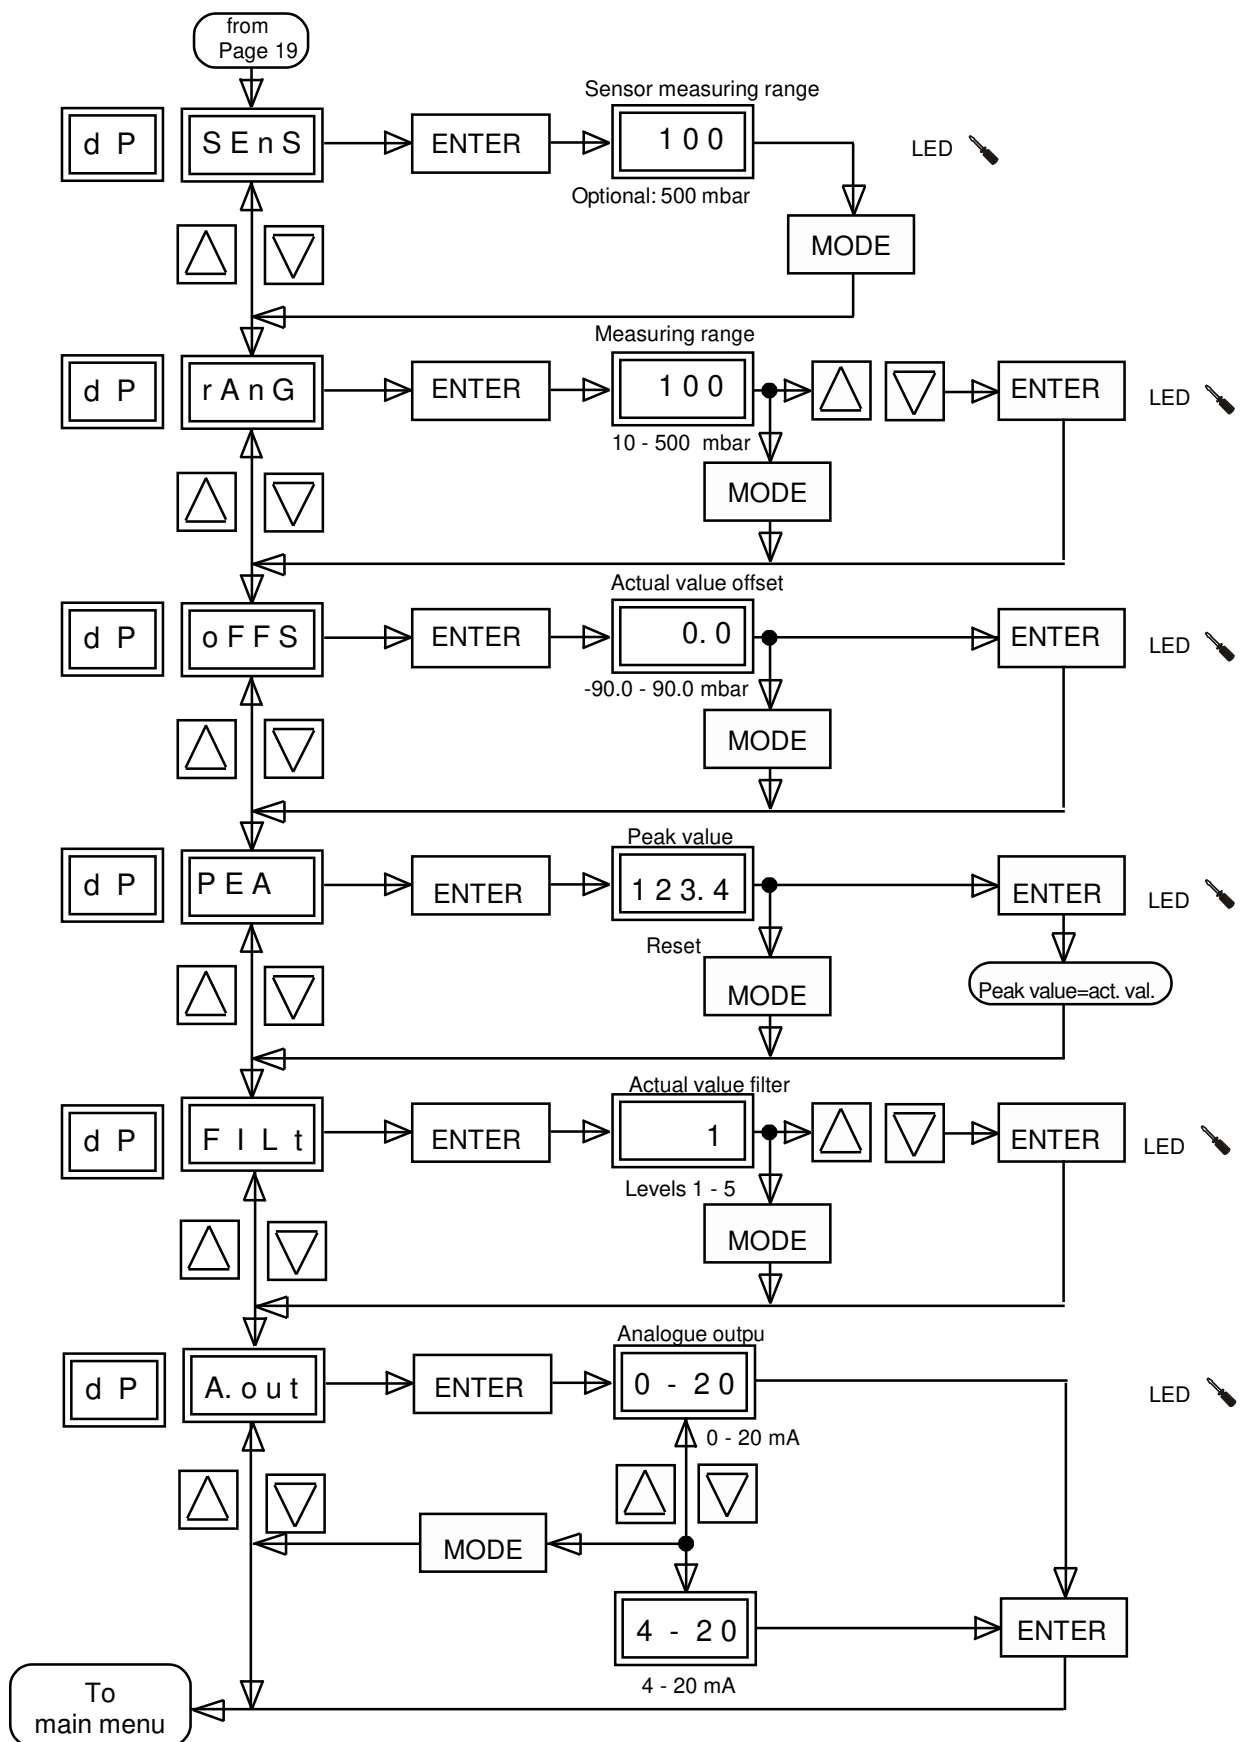 from
Page 19
Sensor measuring range
d P
S E n S
ENTER
1 0 0
LED
Optional: 500 mbar
MODE
Measuring range
d P
r A n G
ENTER
1 0 0
ENTER
LED
10 - 500 mbar
MODE
Actual value offset
d P
o F F S
ENTER
0. 0
ENTER
LED
-90.0 - 90.0 mbar
MODE
Peak value
d P
P E A
ENTER
1 2 3. 4
ENTER
LED
Reset
MODE
Peak value=act. val.
Actual value filter
d P
F I L t
ENTER
1
ENTER
LED
Levels 1 - 5
MODE
Analogue outpu
d P
A. o u t
ENTER
0 - 2 0
LED
0 - 20 mA
MODE
4 - 2 0
ENTER
4 - 20 mA
To
main menu